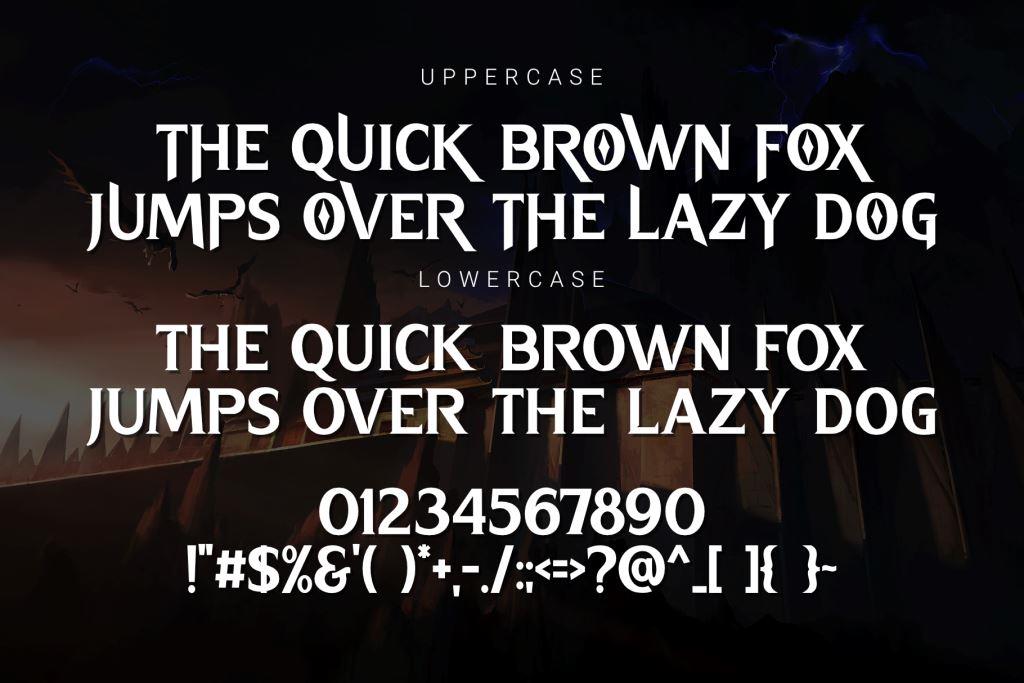 UPPERCASE
THE QUICK BROWN FOX
JUMPS OVER THE LAZY DOG
LOWERCASE
THE QUICK BROWN FOX
JUMPS OVER THE LAZY DOG
01234567890
!"#$%&'( )*+,-./:;<=>?@^_[ ]{ }~